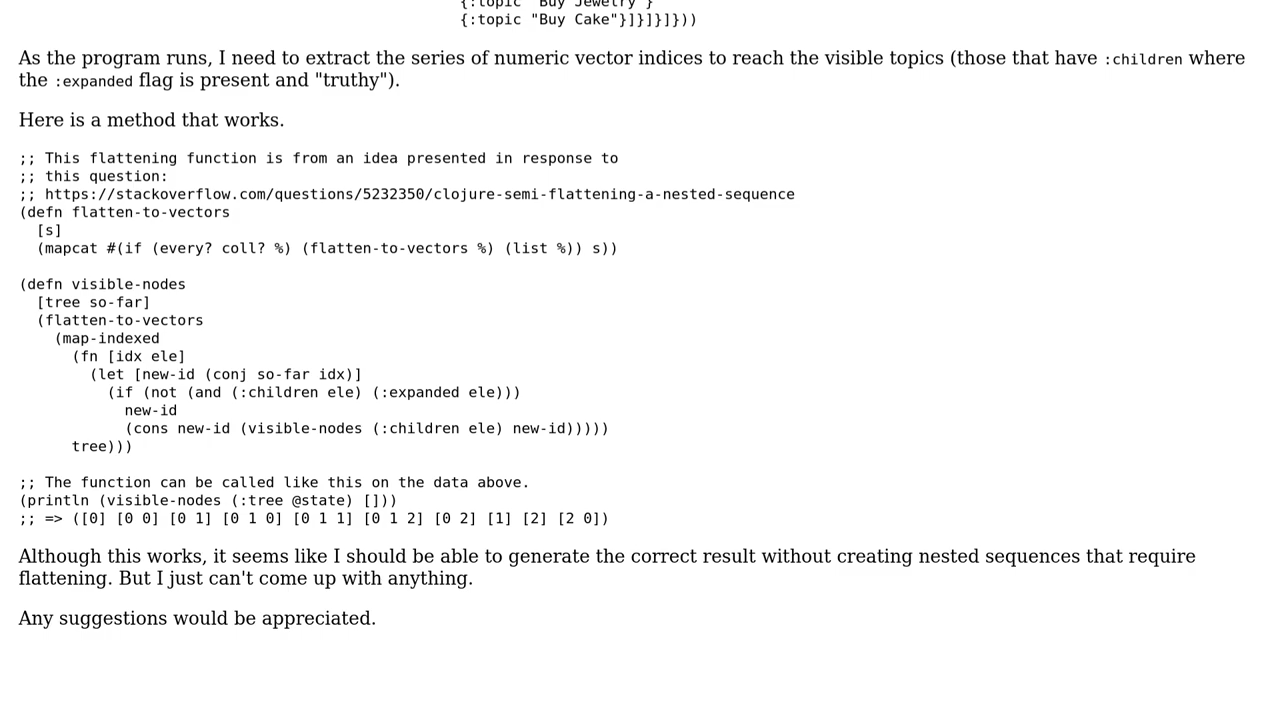 {:topic "Buy Jewelry"}
{:topic "Buy Cake"}]}]}]}))
As the program runs, I need to extract the series of numeric vector indices to reach the visible topics (those that have :children where
the :expanded flag is present and "truthy").
Here is a method that works.
;; This flattening function is from an idea presented in response to
;; this question:
;; https://stackoverflow.com/questions/5232350/clojure-semi-flattening-a-nested-sequence
(defn flatten-to-vectors
  [s]
  (mapcat #(if (every? coll? %) (flatten-to-vectors %) (list %)) s))
(defn visible-nodes
  [tree so-far]
  (flatten-to-vectors
    (map-indexed
      (fn [idx ele]
        (let [new-id (conj so-far idx)]
          (if (not (and (:children ele) (:expanded ele)))
            new-id
            (cons new-id (visible-nodes (:children ele) new-id)))))
      tree)))
;; The function can be called like this on the data above.
(println (visible-nodes (:tree @state) []))
;; => ([0] [0 0] [0 1] [0 1 0] [0 1 1] [0 1 2] [0 2] [1] [2] [2 0])
Although this works, it seems like I should be able to generate the correct result without creating nested sequences that require
flattening. But I just can't come up with anything.
Any suggestions would be appreciated.